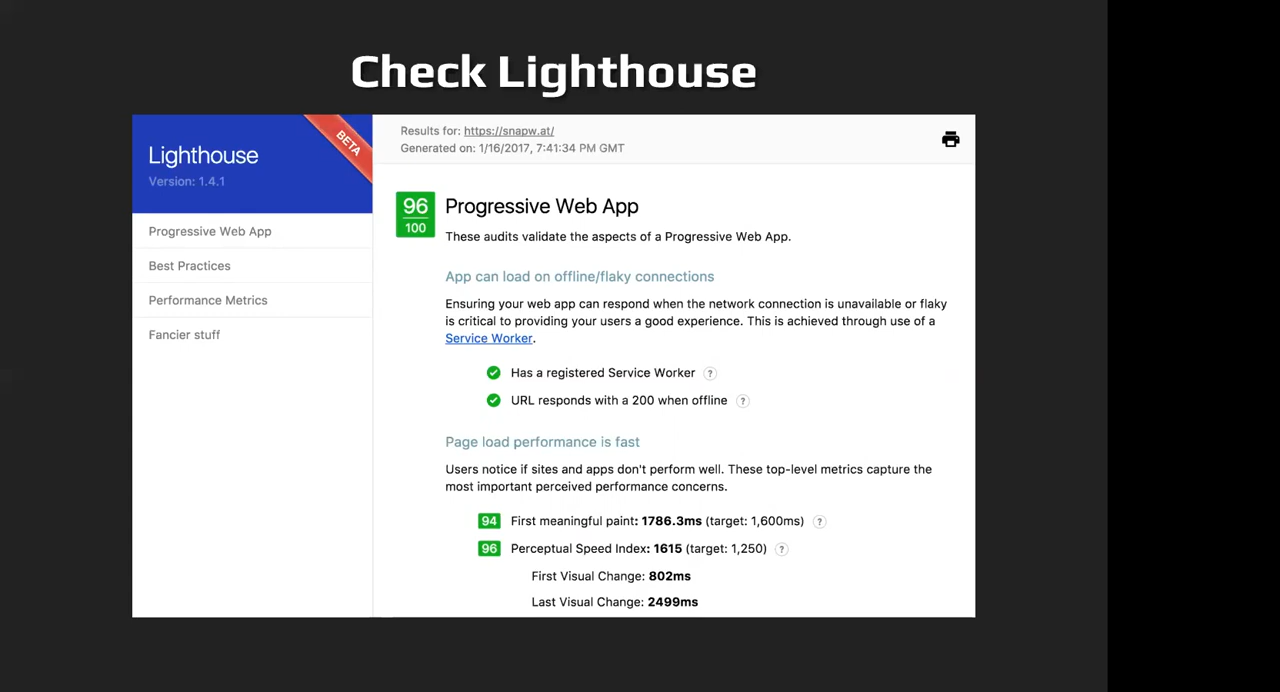 Check Lighthouse
Lighthouse
Version: 1.4.1
BETA
Progressive Web App
Best Practices
Performance Metrics
Fancier stuff
Results for: https://snapw.at/
Generated on: 1/16/2017, 7:41:34 PM GMT
96
100
Progressive Web App
These audits validate the aspects of a Progressive Web App.
App can load on offline/flaky connections
Ensuring your web app can respond when the network connection is unavailable or flaky
is critical to providing your users a good experience. This is achieved through use of a
Service Worker.
Has a registered Service Worker ?
URL responds with a 200 when offline ?
Page load performance is fast
Users notice if sites and apps don't perform well. These top-level metrics capture the
most important perceived performance concerns.
94 First meaningful paint: 1786.3ms (target: 1,600ms) ?
96 Perceptual Speed Index: 1615 (target: 1,250) ?
First Visual Change: 802ms
Last Visual Change: 2499ms